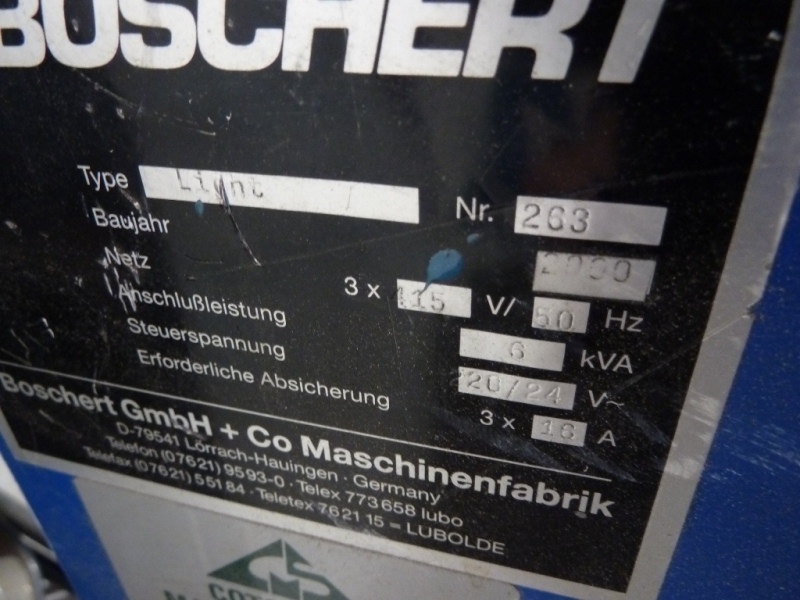 BOSCHERT
Type Light Nr. 263
Baujahr 2000
Netz 3 x 415 V/ 50 Hz
Anschlußleistung 6 kVA
Steuerspannung 220/24 V~
Erforderliche Absicherung 3 x 16 A
Boschert GmbH + Co Maschinenfabrik
D-79541 Lörrach-Hauingen · Germany
Telefon (07621) 9593-0 · Telex 773658 lubo
Telefax (07621) 55184 · Teletex 762115 = LUBOLDE